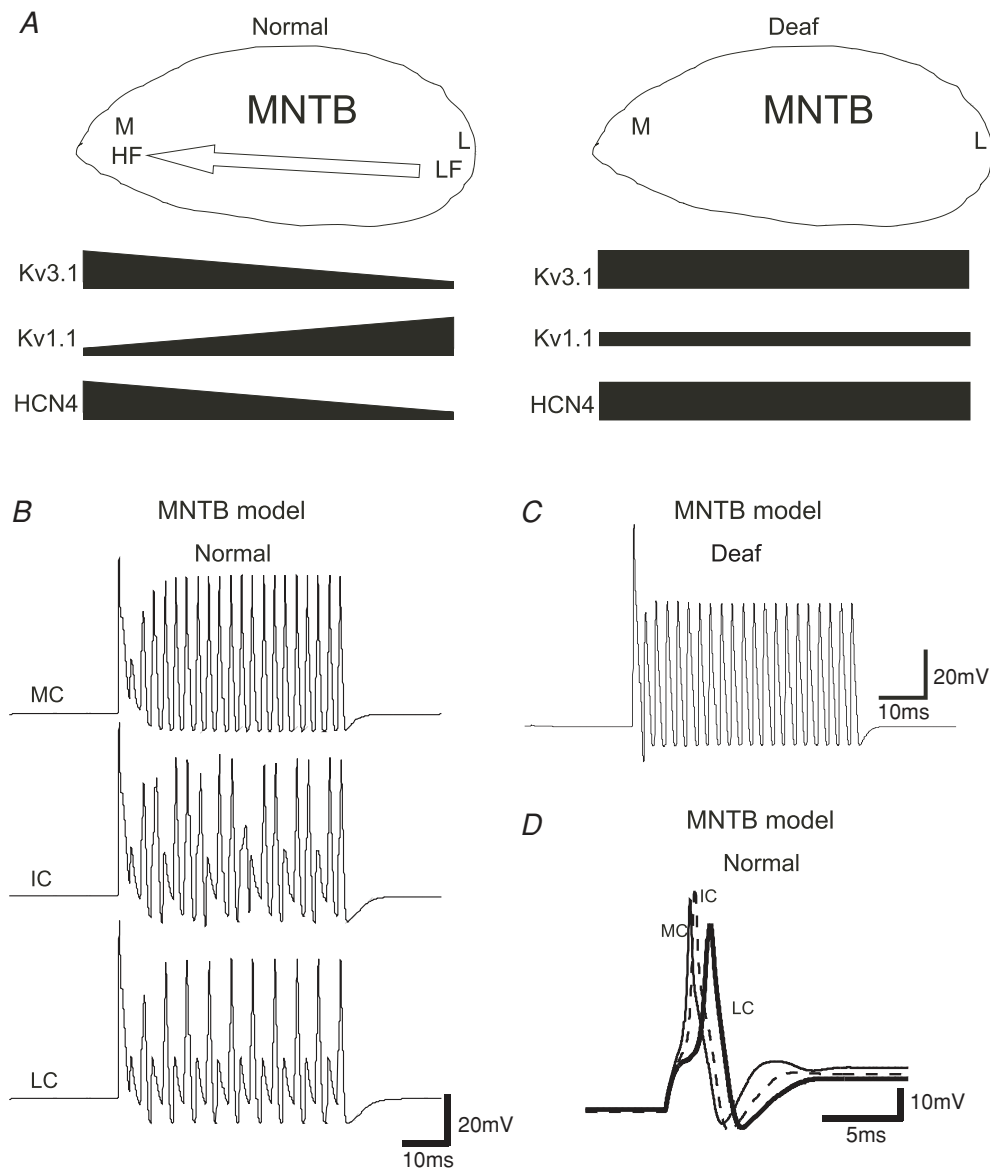 A
Normal
MNTB
M
HF
L
LF
Kv3.1
Kv1.1
HCN4
Deaf
MNTB
M
L
Kv3.1
Kv1.1
HCN4
B
MNTB model
Normal
MC
IC
LC
20mV
10ms
C
MNTB model
Deaf
20mV
10ms
D
MNTB model
Normal
IC
MC
LC
10mV
5ms